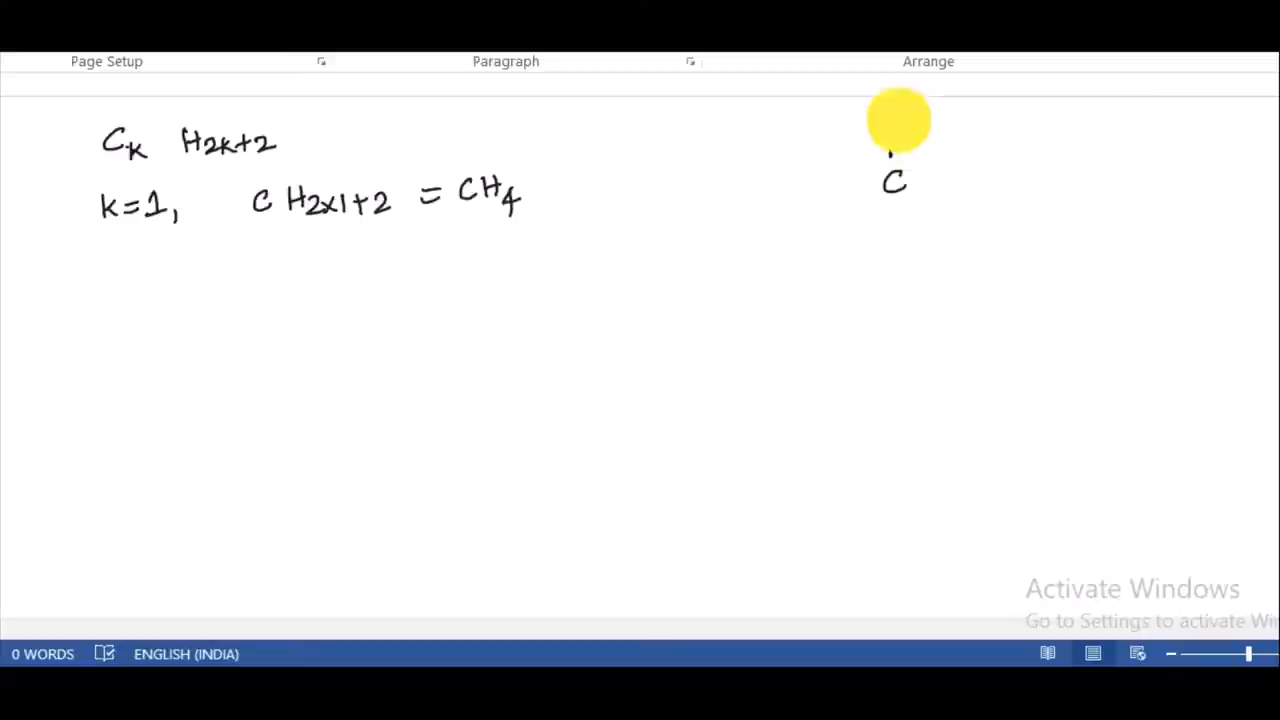 Page Setup Paragraph Arrange
Ck H2k+2
k=1, C H2x1+2 = CH4
C
Activate Windows
Go to Settings to activate Wi
0 WORDS ENGLISH (INDIA)